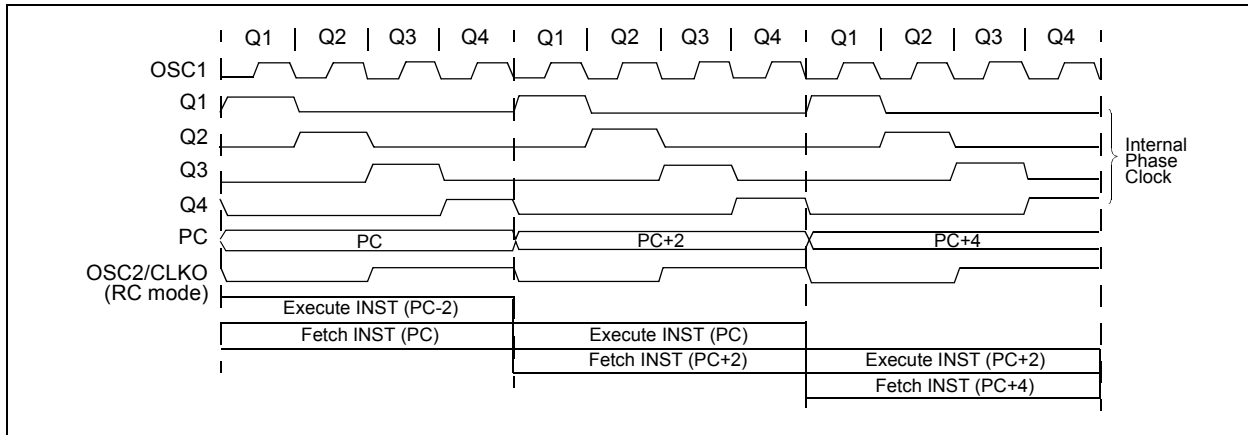 Q1 Q2 Q3 Q4 Q1 Q2 Q3 Q4 Q1 Q2 Q3 Q4
OSC1
Q1
Q2
Q3
Q4
Internal
Phase
Clock
PC PC PC+2 PC+4
OSC2/CLKO
(RC mode)
Execute INST (PC-2)
Fetch INST (PC) Execute INST (PC)
Fetch INST (PC+2) Execute INST (PC+2)
Fetch INST (PC+4)